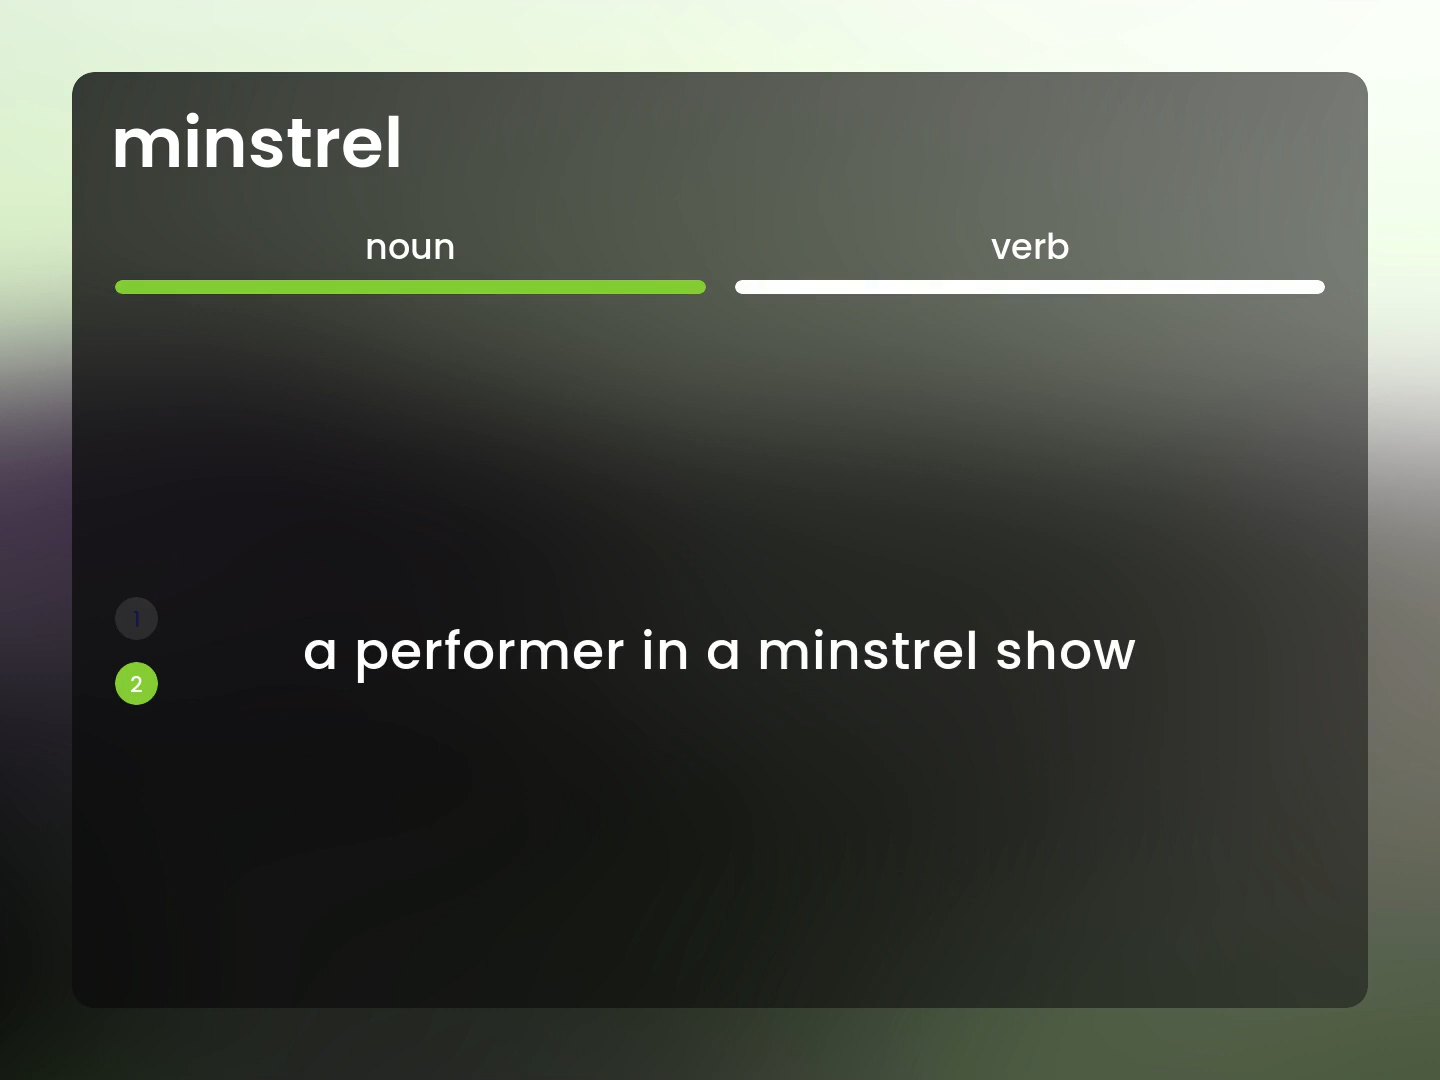 minstrel
noun
verb
1
2
a performer in a minstrel show